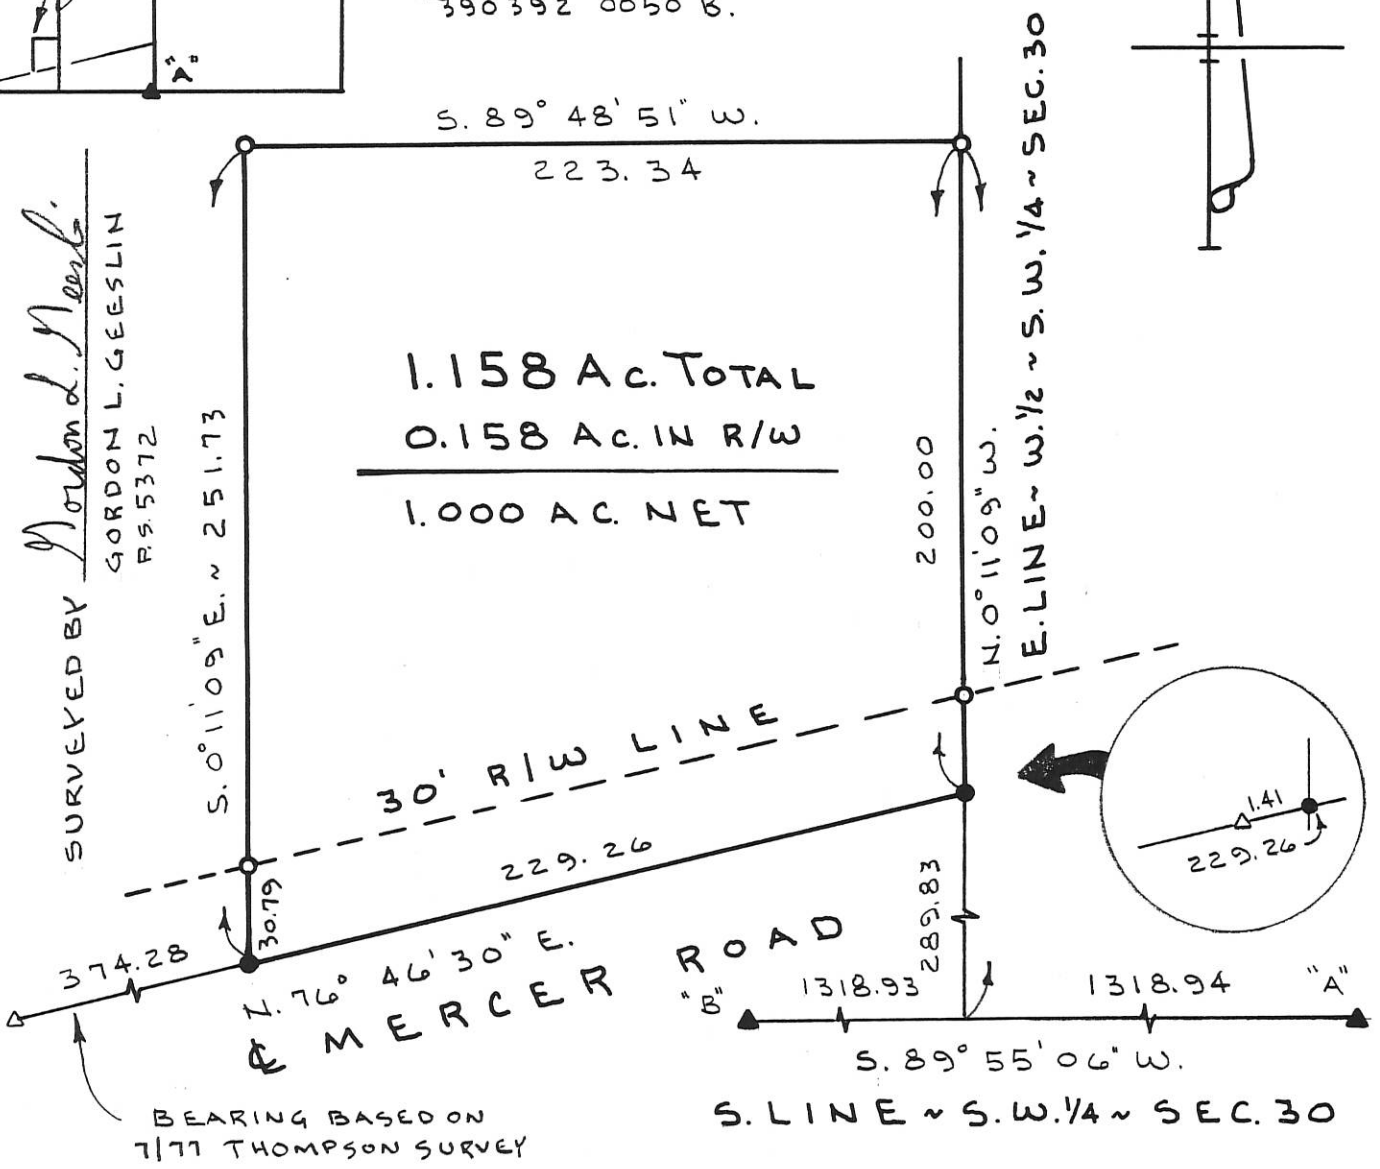 390392 0050 B.
"A"
S. 89° 48' 51" W.
223.34
E. LINE ~ W. 1/2 ~ S. W. 1/4 ~ SEC. 30
SURVEYED BY
GORDON L. GEESLIN
P.S. 5372
S. 0° 11' 09" E. ~ 251.73
1.158 AC. TOTAL
0.158 AC. IN R/W
1.000 AC. NET
200.00
N. 0° 11' 09" W.
30' R/W LINE
229.26
30.79
374.28
N. 76° 46' 30" E.
℄ MERCER ROAD
289.83
1.41
229.26
"B"
1318.93
1318.94
"A"
S. 89° 55' 06" W.
S. LINE ~ S.W. 1/4 ~ SEC. 30
BEARING BASED ON
7/77 THOMPSON SURVEY